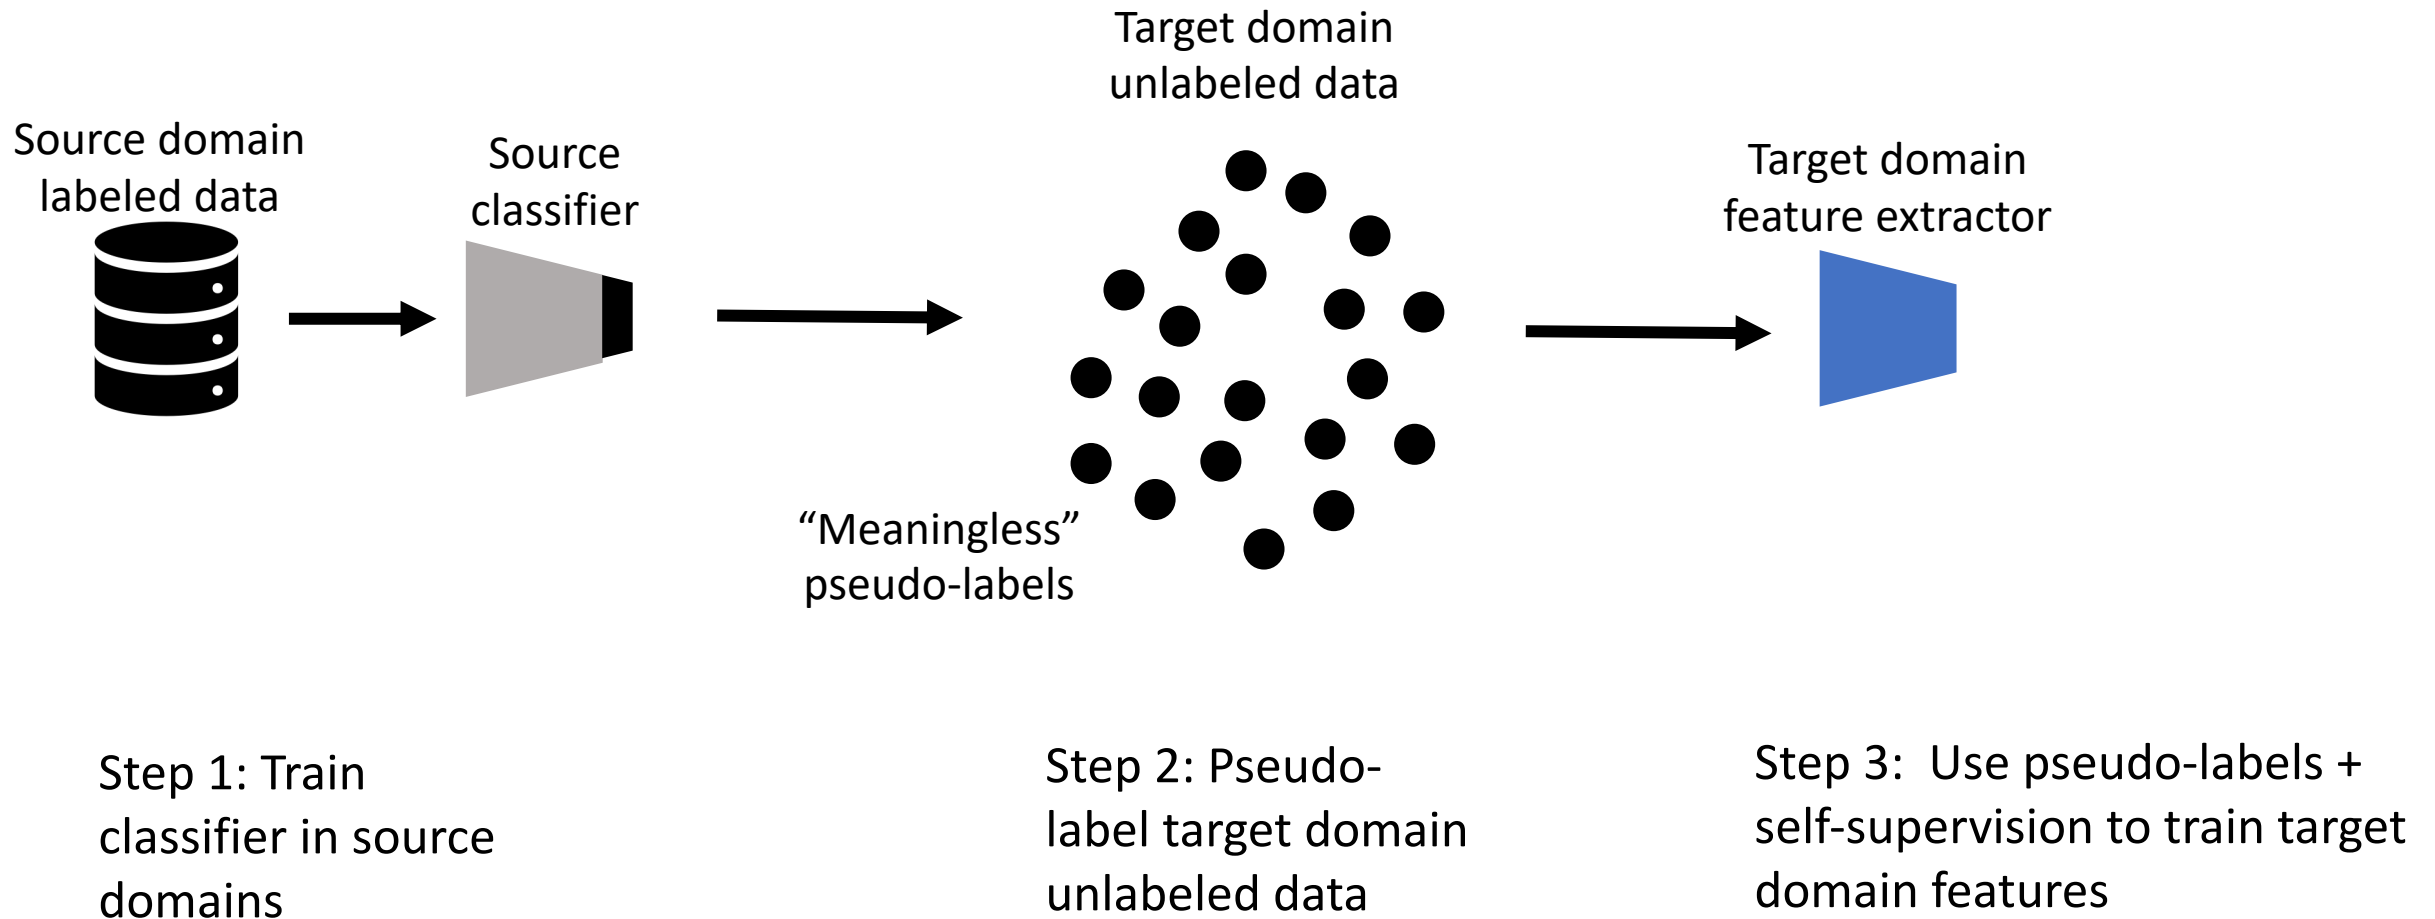 Target domain
unlabeled data
Source domain
labeled data
Source
classifier
Target domain
feature extractor
“Meaningless”
pseudo-labels
Step 1: Train
classifier in source
domains
Step 2: Pseudo-
label target domain
unlabeled data
Step 3:  Use pseudo-labels +
self-supervision to train target
domain features